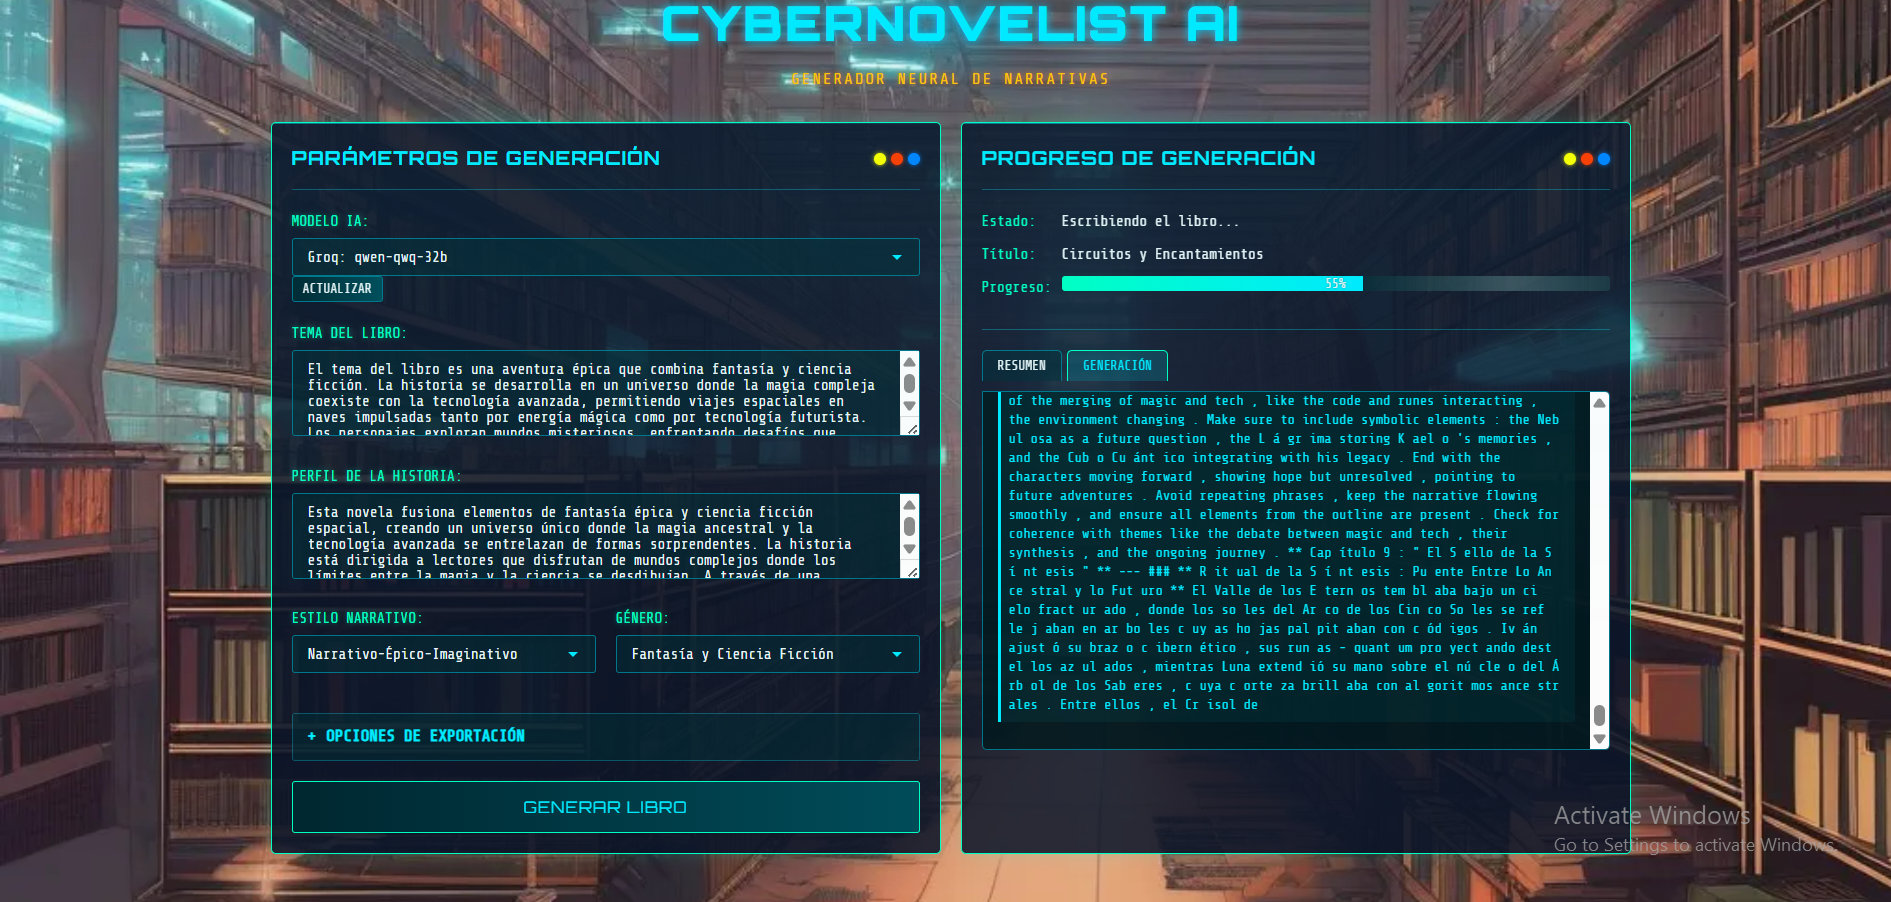 CYBERNOVELIST AI
GENERADOR NEURAL DE NARRATIVAS
PARÁMETROS DE GENERACIÓN
MODELO IA:
Groq: qwen-qwq-32b
ACTUALIZAR
TEMA DEL LIBRO:
El tema del libro es una aventura épica que combina fantasía y ciencia
ficción. La historia se desarrolla en un universo donde la magia compleja
coexiste con la tecnología avanzada, permitiendo viajes espaciales en
naves impulsadas tanto por energía mágica como por tecnología futurista.
Los personajes exploran mundos misteriosos, enfrentando desafíos que
PERFIL DE LA HISTORIA:
Esta novela fusiona elementos de fantasía épica y ciencia ficción
espacial, creando un universo único donde la magia ancestral y la
tecnología avanzada se entrelazan de formas sorprendentes. La historia
está dirigida a lectores que disfrutan de mundos complejos donde los
límites entre la magia y la ciencia se desdibujan. A través de una
ESTILO NARRATIVO:
Narrativo-Épico-Imaginativo
GÉNERO:
Fantasía y Ciencia Ficción
+ OPCIONES DE EXPORTACIÓN
GENERAR LIBRO
PROGRESO DE GENERACIÓN
Estado: Escribiendo el libro...
Título: Circuitos y Encantamientos
Progreso: 55%
RESUMEN
GENERACIÓN
of the merging of magic and tech , like the code and runes interacting ,
the environment changing . Make sure to include symbolic elements : the Neb
ul osa as a future question , the L á gr ima storing K ael o 's memories ,
and the Cub o Cu ánt ico integrating with his legacy . End with the
characters moving forward , showing hope but unresolved , pointing to
future adventures . Avoid repeating phrases , keep the narrative flowing
smoothly , and ensure all elements from the outline are present . Check for
coherence with themes like the debate between magic and tech , their
synthesis , and the ongoing journey . ** Cap ítulo 9 : " El S ello de la S
í nt esis " ** --- ### ** R it ual de la S í nt esis : Pu ente Entre Lo An
ce stral y lo Fut uro ** El Valle de los E tern os tem bl aba bajo un ci
elo fract ur ado , donde los so les del Ar co de los Cin co So les se ref
le j aban en ar bo les c uy as ho jas pal pit aban con c ód igos . Iv án
ajust ó su braz o c ibern ético , sus run as - quant um pro yect ando dest
el los az ul ados , mientras Luna extend ió su mano sobre el nú cle o del Á
rb ol de los Sab eres , c uya c orte za brill aba con al gorit mos ance str
ales . Entre ellos , el Cr isol de
Activate Windows
Go to Settings to activate Windows.